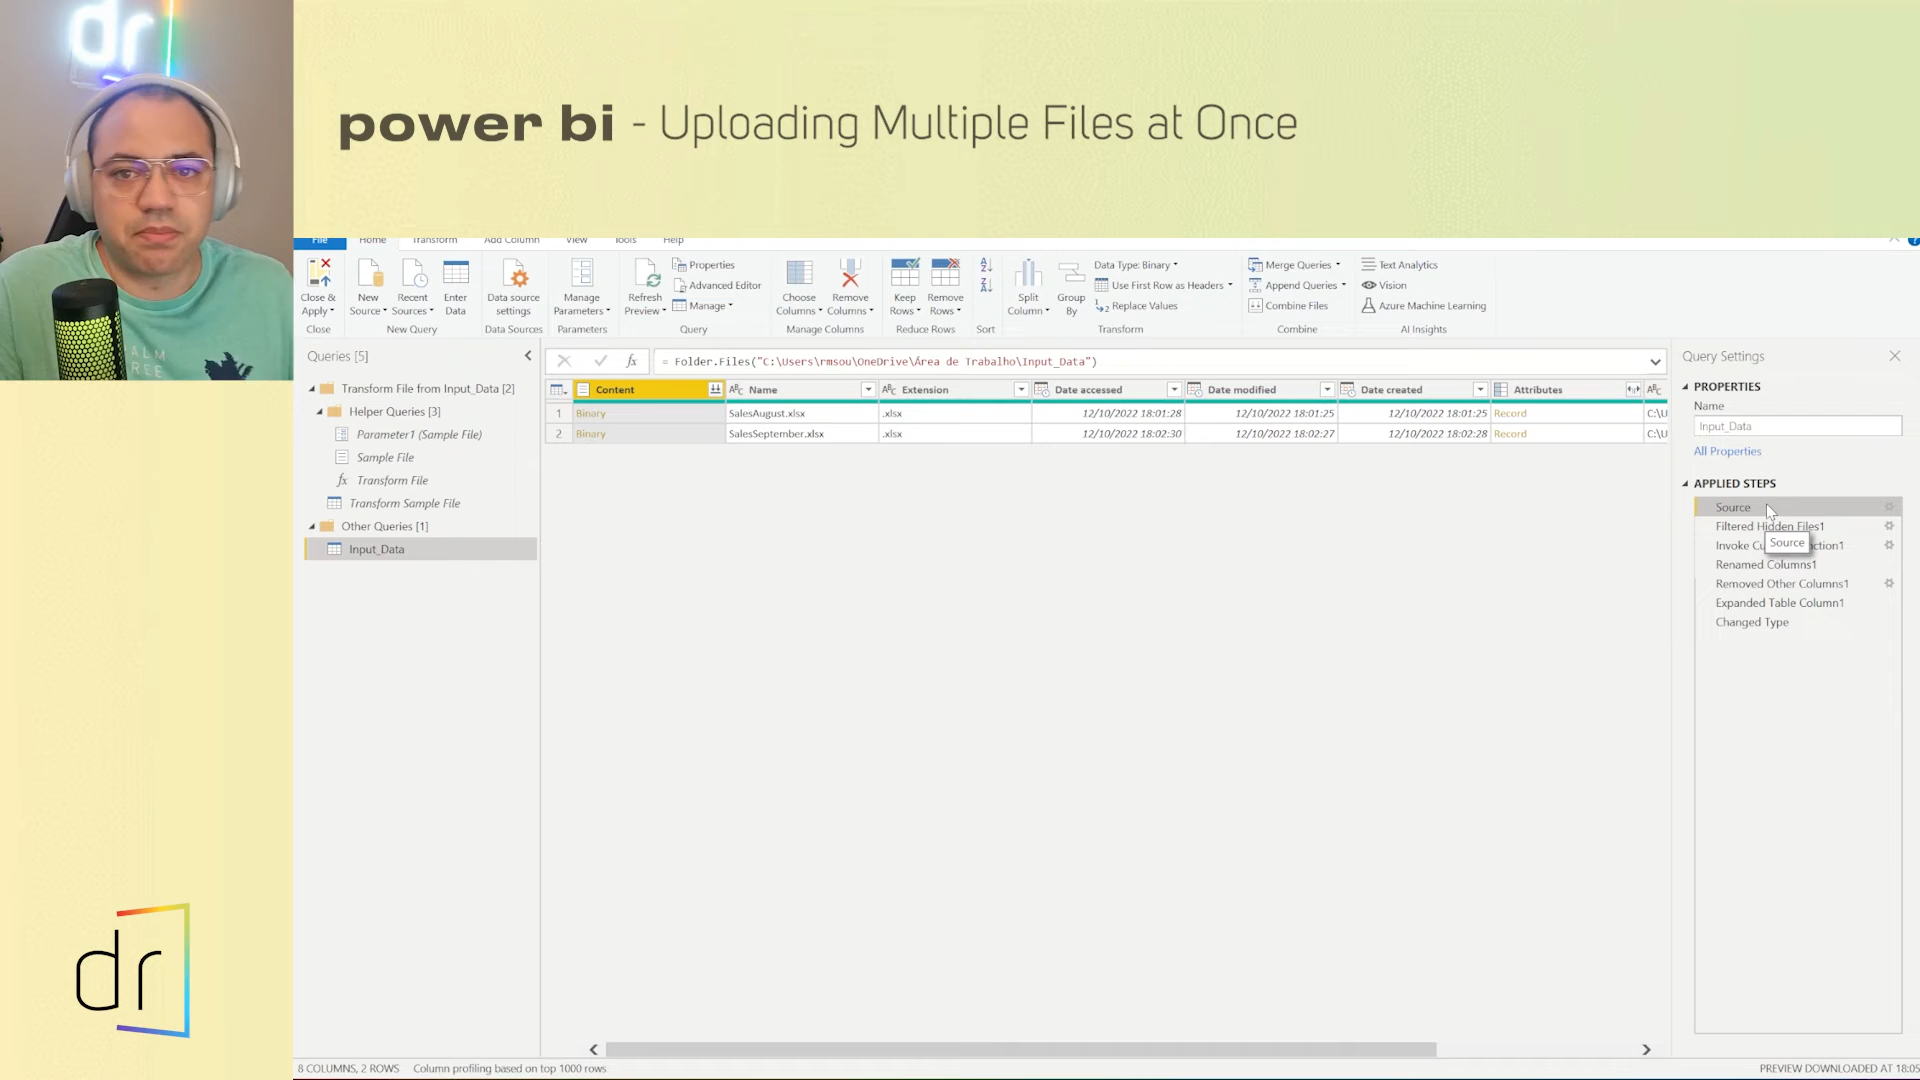 dr
power bi - Uploading Multiple Files at Once
File Home Transform Add Column View Tools Help
Close & Apply
Close
New Source
Recent Sources
Enter Data
New Query
Data source settings
Data Sources
Manage Parameters
Parameters
Refresh Preview
Properties
Advanced Editor
Manage
Query
Choose Columns
Remove Columns
Manage Columns
Keep Rows
Remove Rows
Reduce Rows
Sort
Split Column
Group By
Data Type: Binary
Use First Row as Headers
Replace Values
Transform
Merge Queries
Append Queries
Combine Files
Combine
Text Analytics
Vision
Azure Machine Learning
AI Insights
Queries [5]
Transform File from Input_Data [2]
Helper Queries [3]
Parameter1 (Sample File)
Sample File
fx Transform File
Transform Sample File
Other Queries [1]
Input_Data
fx = Folder.Files("C:\Users\rmsou\OneDrive\Área de Trabalho\Input_Data")
Content Name Extension Date accessed Date modified Date created Attributes
1 Binary SalesAugust.xlsx .xlsx 12/10/2022 18:01:28 12/10/2022 18:01:25 12/10/2022 18:01:25 Record C:\U
2 Binary SalesSeptember.xlsx .xlsx 12/10/2022 18:02:30 12/10/2022 18:02:27 12/10/2022 18:02:28 Record C:\U
Query Settings
PROPERTIES
Name
Input_Data
All Properties
APPLIED STEPS
Source
Filtered Hidden Files1
Source
Renamed Columns1
Removed Other Columns1
Expanded Table Column1
Changed Type
dr
8 COLUMNS, 2 ROWS Column profiling based on top 1000 rows
PREVIEW DOWNLOADED AT 18:05